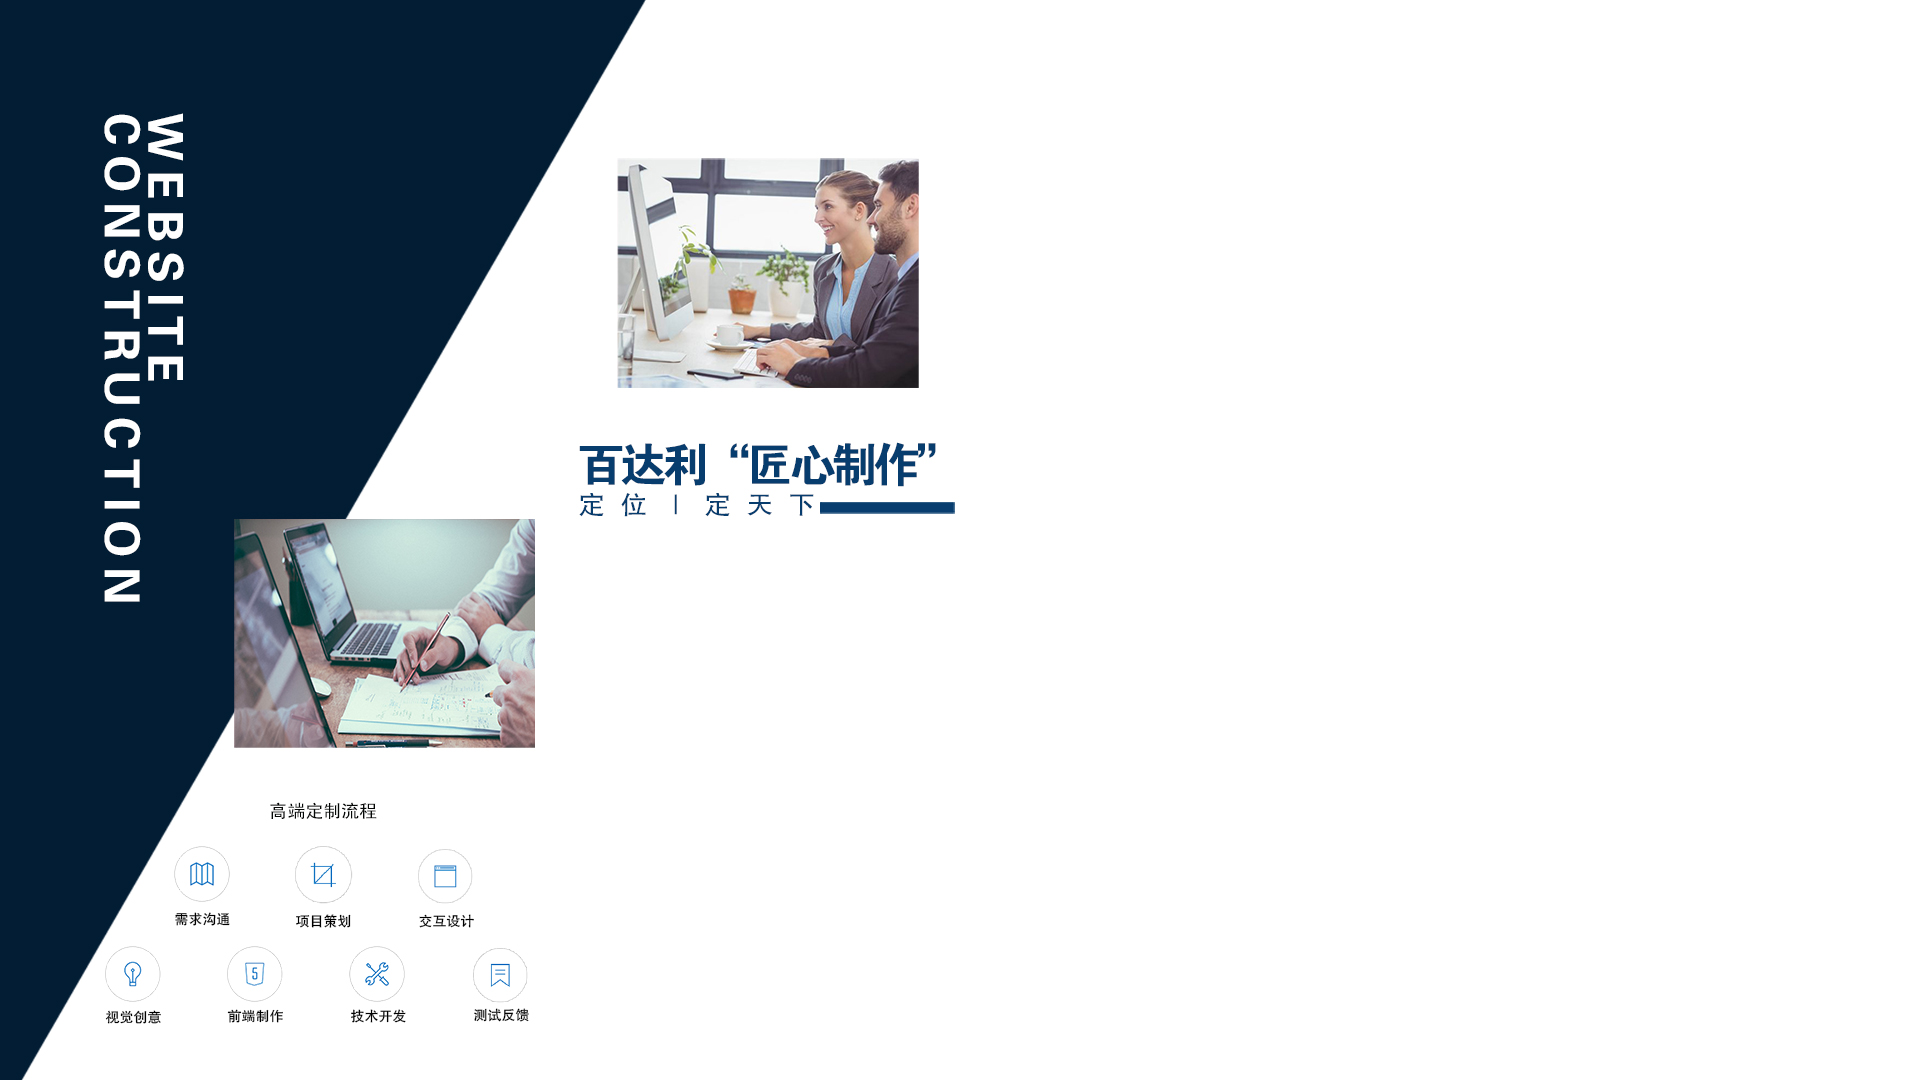 WEBSITE
CONSTRUCTION
百达利“匠心制作”
定位 | 定天下
高端定制流程
需求沟通
项目策划
交互设计
5
视觉创意
前端制作
技术开发
测试反馈